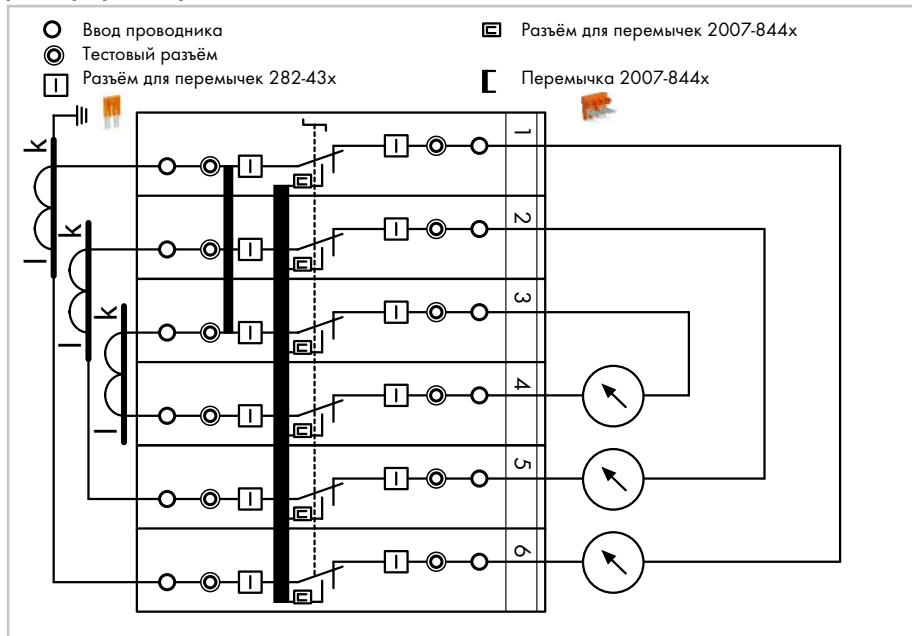 Ввод проводника
Тестовый разъём
Разъём для перемычек 282-43x
Разъём для перемычек 2007-844x
Перемычка 2007-844x
k
l
k
l
k
l
1
2
3
4
5
6